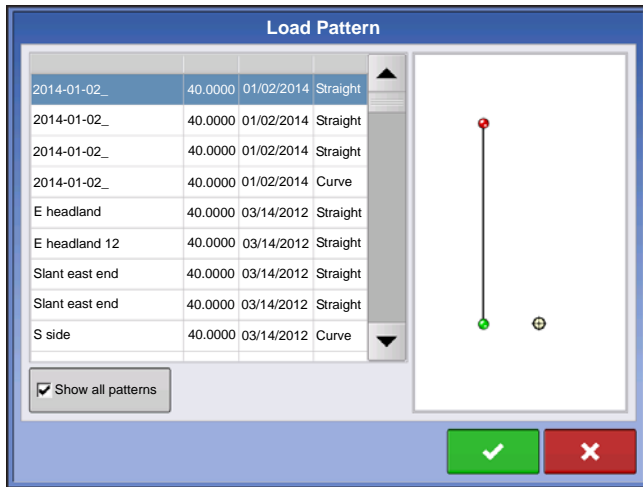 Load Pattern
2014-01-02_ 40.0000 01/02/2014 Straight
2014-01-02_ 40.0000 01/02/2014 Straight
2014-01-02_ 40.0000 01/02/2014 Straight
2014-01-02_ 40.0000 01/02/2014 Curve
E headland 40.0000 03/14/2012 Straight
E headland 12 40.0000 03/14/2012 Straight
Slant east end 40.0000 03/14/2012 Straight
Slant east end 40.0000 03/14/2012 Straight
S side 40.0000 03/14/2012 Curve
Show all patterns